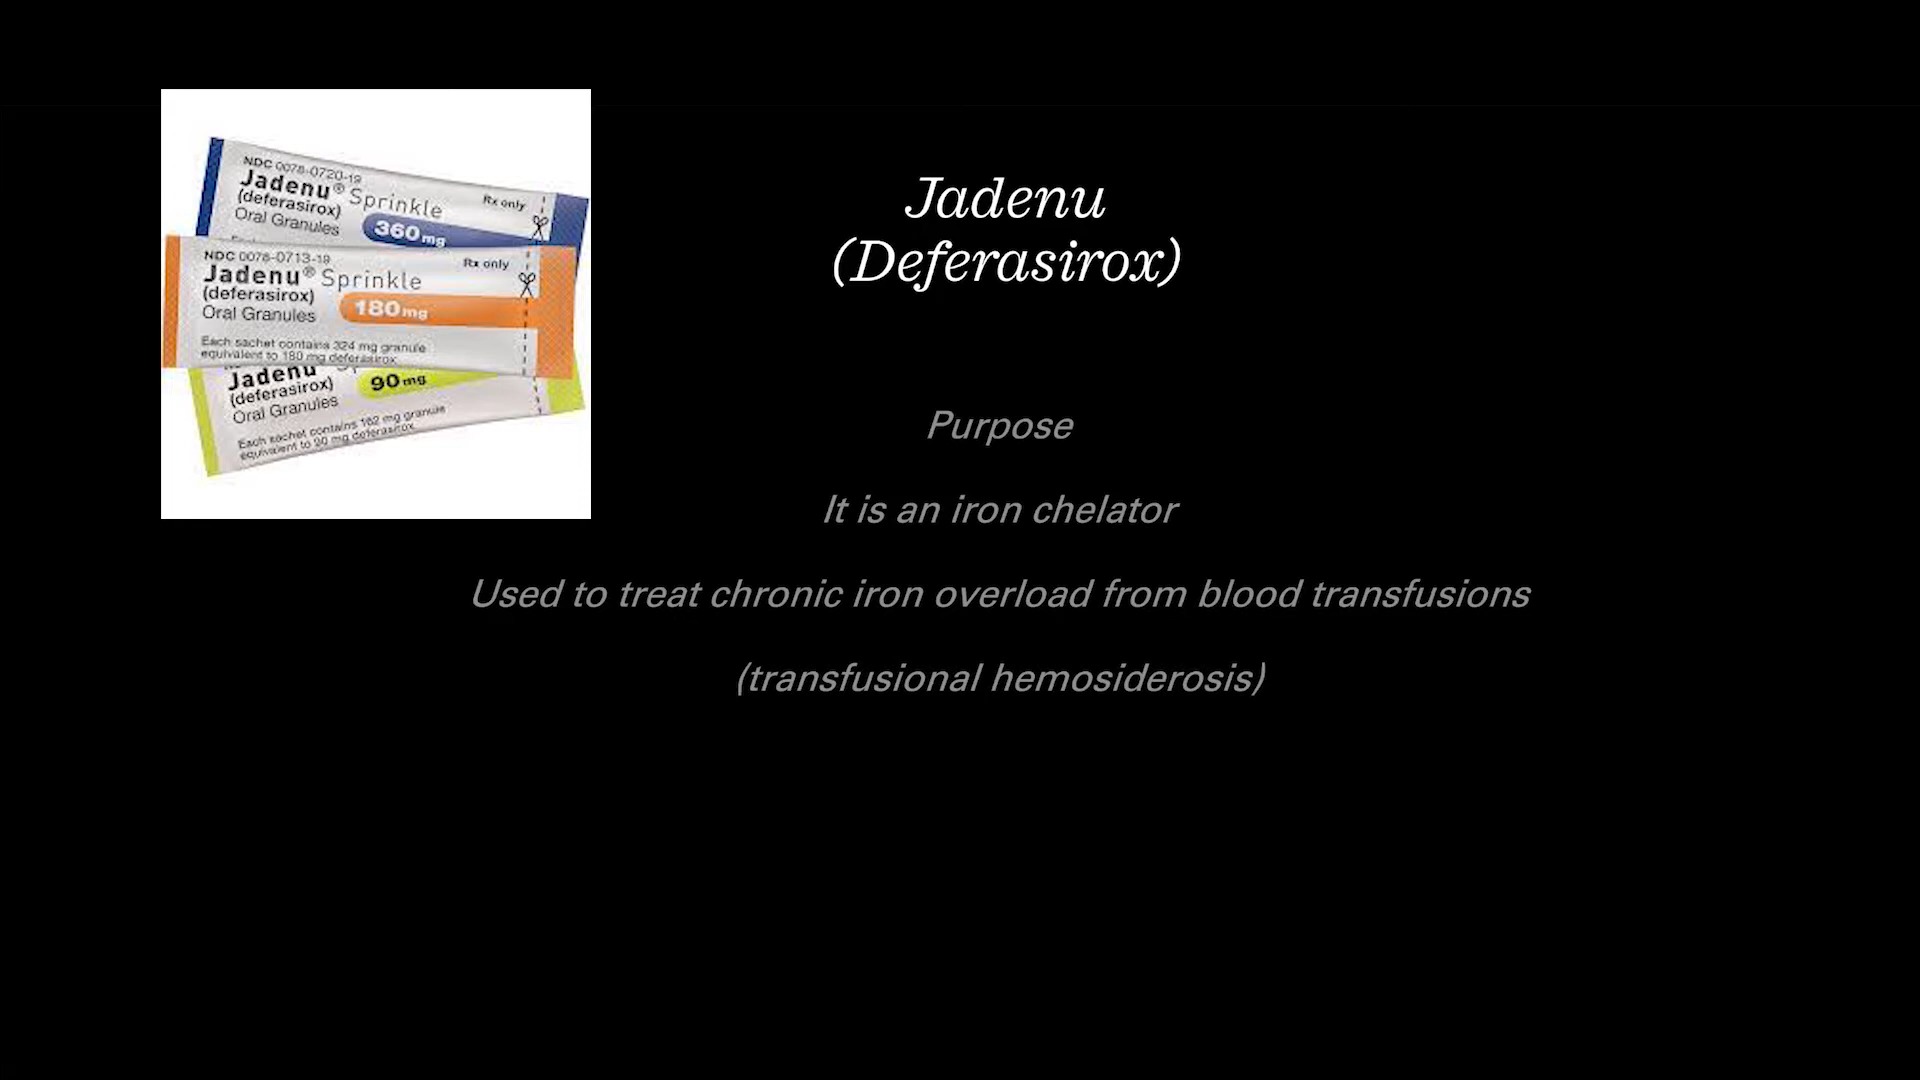 NDC 0078-0720-19
Jadenu® Sprinkle
(deferasirox)
Oral Granules
Rx only
360 mg
NDC 0078-0713-19
Jadenu® Sprinkle
(deferasirox)
Oral Granules
Rx only
180 mg
Each sachet contains 324 mg granule
equivalent to 180 mg deferasirox
Jadenu
(deferasirox)
Oral Granules
90 mg
Each sachet contains 162 mg granule
equivalent to 90 mg deferasirox
Jadenu
(Deferasirox)
Purpose
It is an iron chelator
Used to treat chronic iron overload from blood transfusions
(transfusional hemosiderosis)